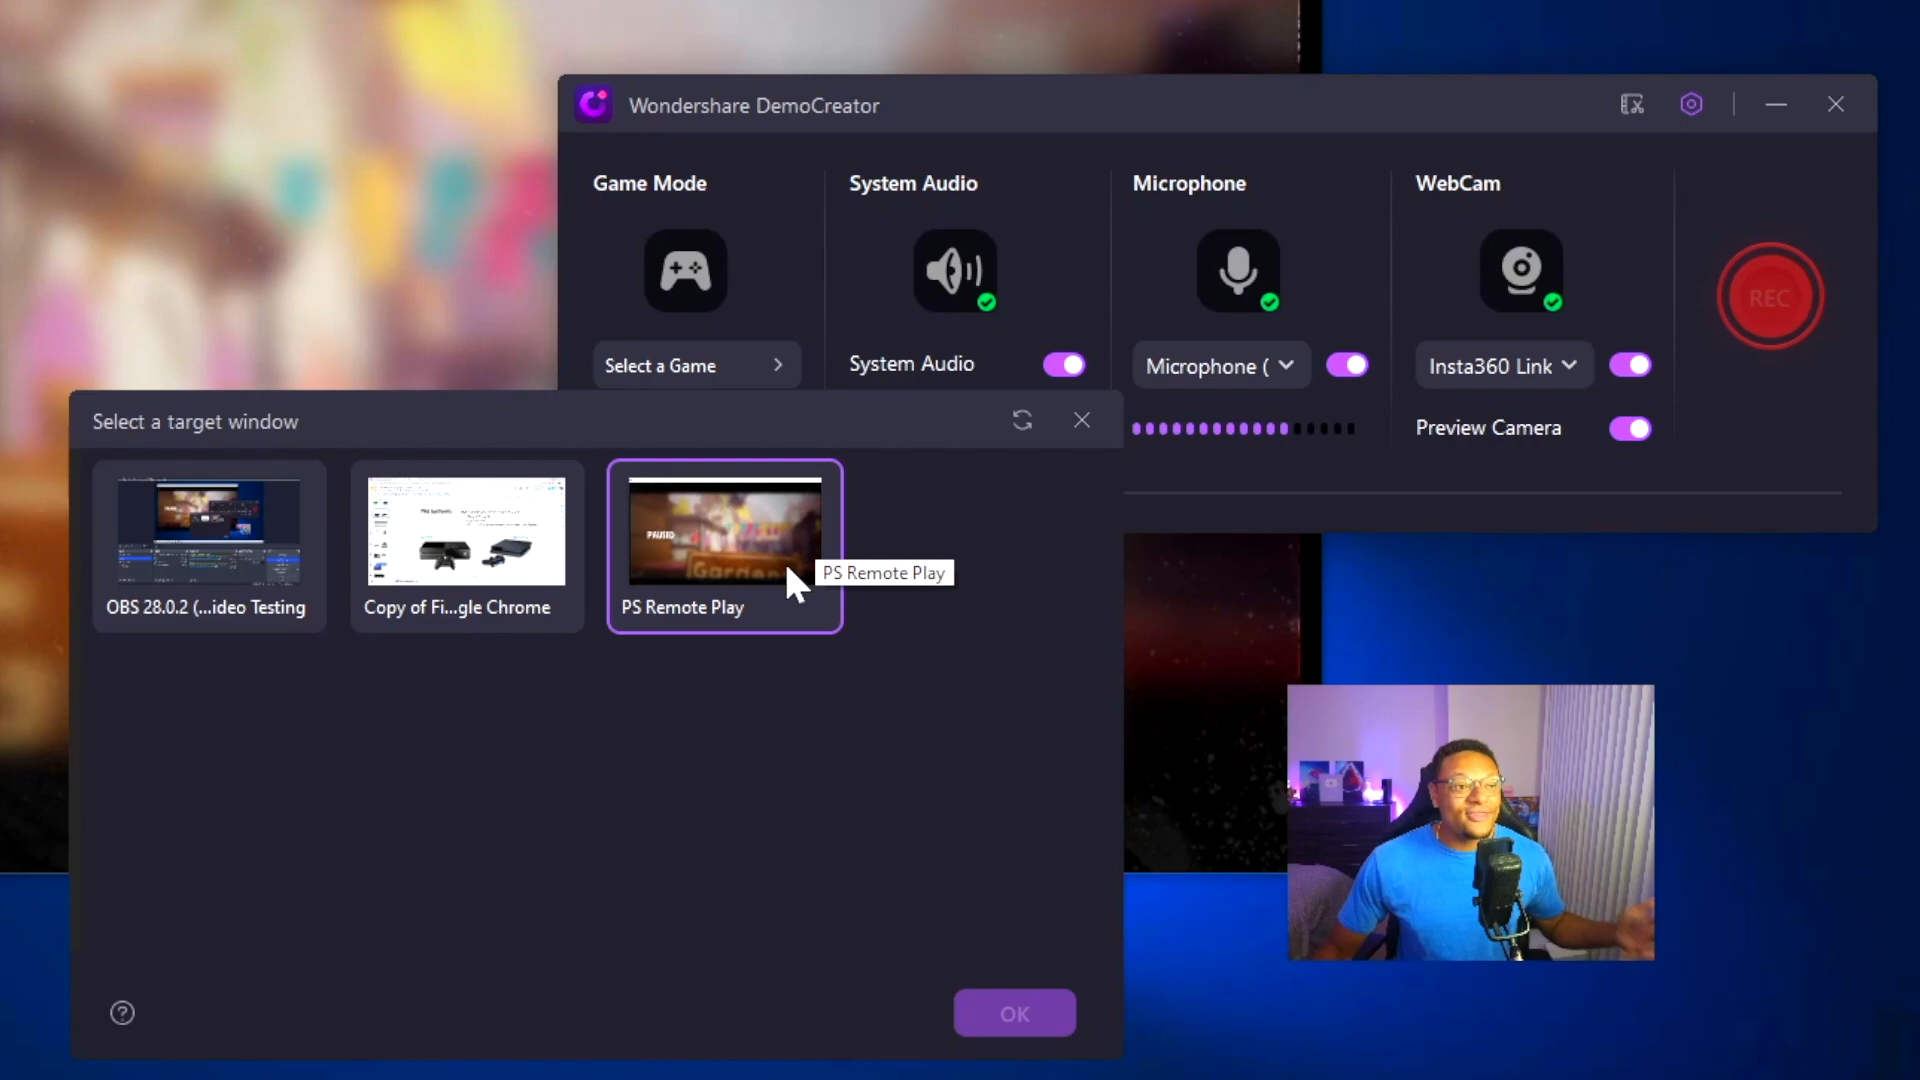 Wondershare DemoCreator
Game Mode
System Audio
Microphone
WebCam
REC
Select a Game
System Audio
Microphone (
Insta360 Link
Preview Camera
Select a target window
PAUSED
Garden
PS Remote Play
OBS 28.0.2 (...ideo Testing
Copy of Fi...gle Chrome
PS Remote Play
OK